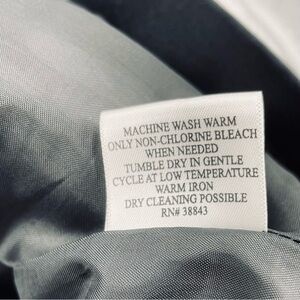 MACHINE WASH WARM
ONLY NON-CHLORINE BLEACH
WHEN NEEDED
TUMBLE DRY IN GENTLE
CYCLE AT LOW TEMPERATURE
WARM IRON
DRY CLEANING POSSIBLE
RN# 38843